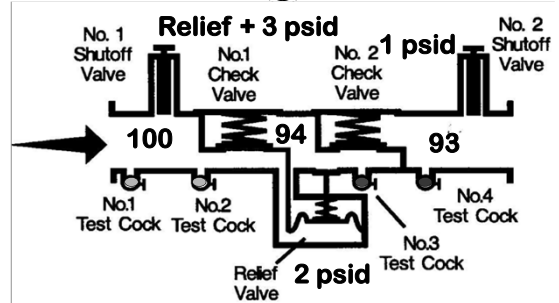 Relief + 3 psid
No. 1
Shutoff
Valve
No.1
Check
Valve
No. 2
Check
Valve
1 psid
No. 2
Shutoff
Valve
100
94
93
No.1
Test Cock
No.2
Test Cock
No.3
Test Cock
No.4
Test Cock
Relief
Valve
2 psid